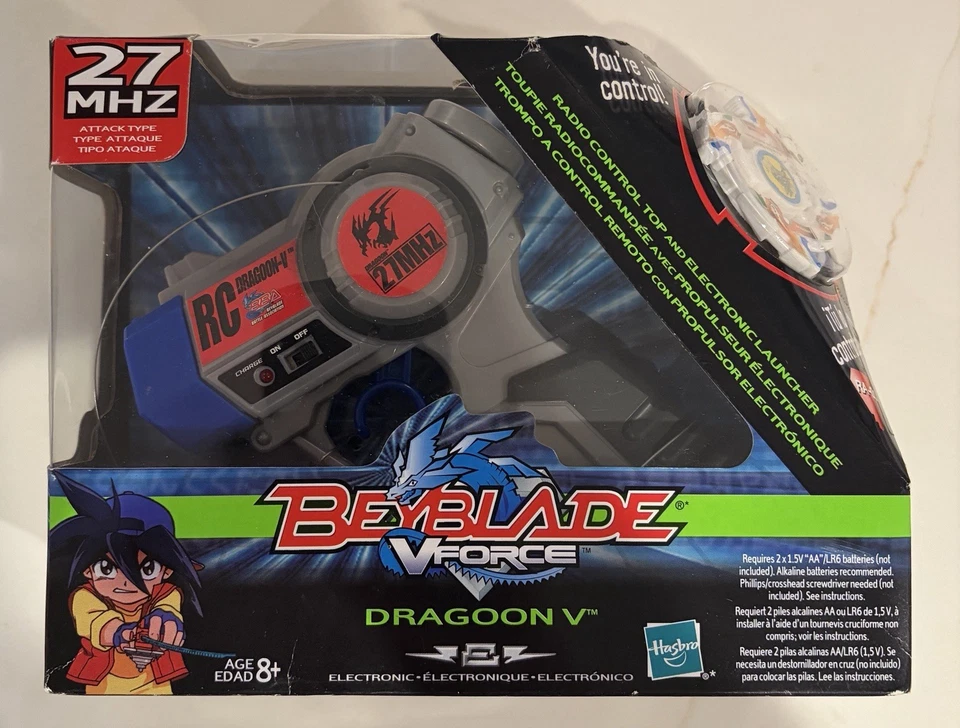 27
MHZ
ATTACK TYPE
TYPE ATTAQUE
TIPO ATAQUE
You're in
control!
RADIO CONTROL TOP AND ELECTRONIC LAUNCHER
TOUPIE RADIOCOMMANDÉE AVEC PROPULSEUR ÉLECTRONIQUE
TROMPO A CONTROL REMOTO CON PROPULSOR ELECTRÓNICO
DRAGOON
27MHz
RC DRAGOON-V™
BBA
CHARGE
ON
OFF
BEYBLADE®*
VFORCE™
DRAGOON V™
E
ELECTRONIC•ÉLECTRONIQUE•ELECTRÓNICO
AGE
EDAD 8+
Hasbro
®*
Requires 2 x 1.5V "AA"/LR6 batteries (not
included). Alkaline batteries recommended.
Phillips/crosshead screwdriver needed (not
included). See instructions.
Requiert 2 piles alcalines AA ou LR6 de 1,5 V, à
installer à l'aide d'un tournevis cruciforme non
compris; voir les instructions.
Requiere 2 pilas alcalinas AA/LR6 (1,5 V). Se
necesita un destornillador en cruz (no incluido)
para colocar las pilas. Lee las instrucciones.